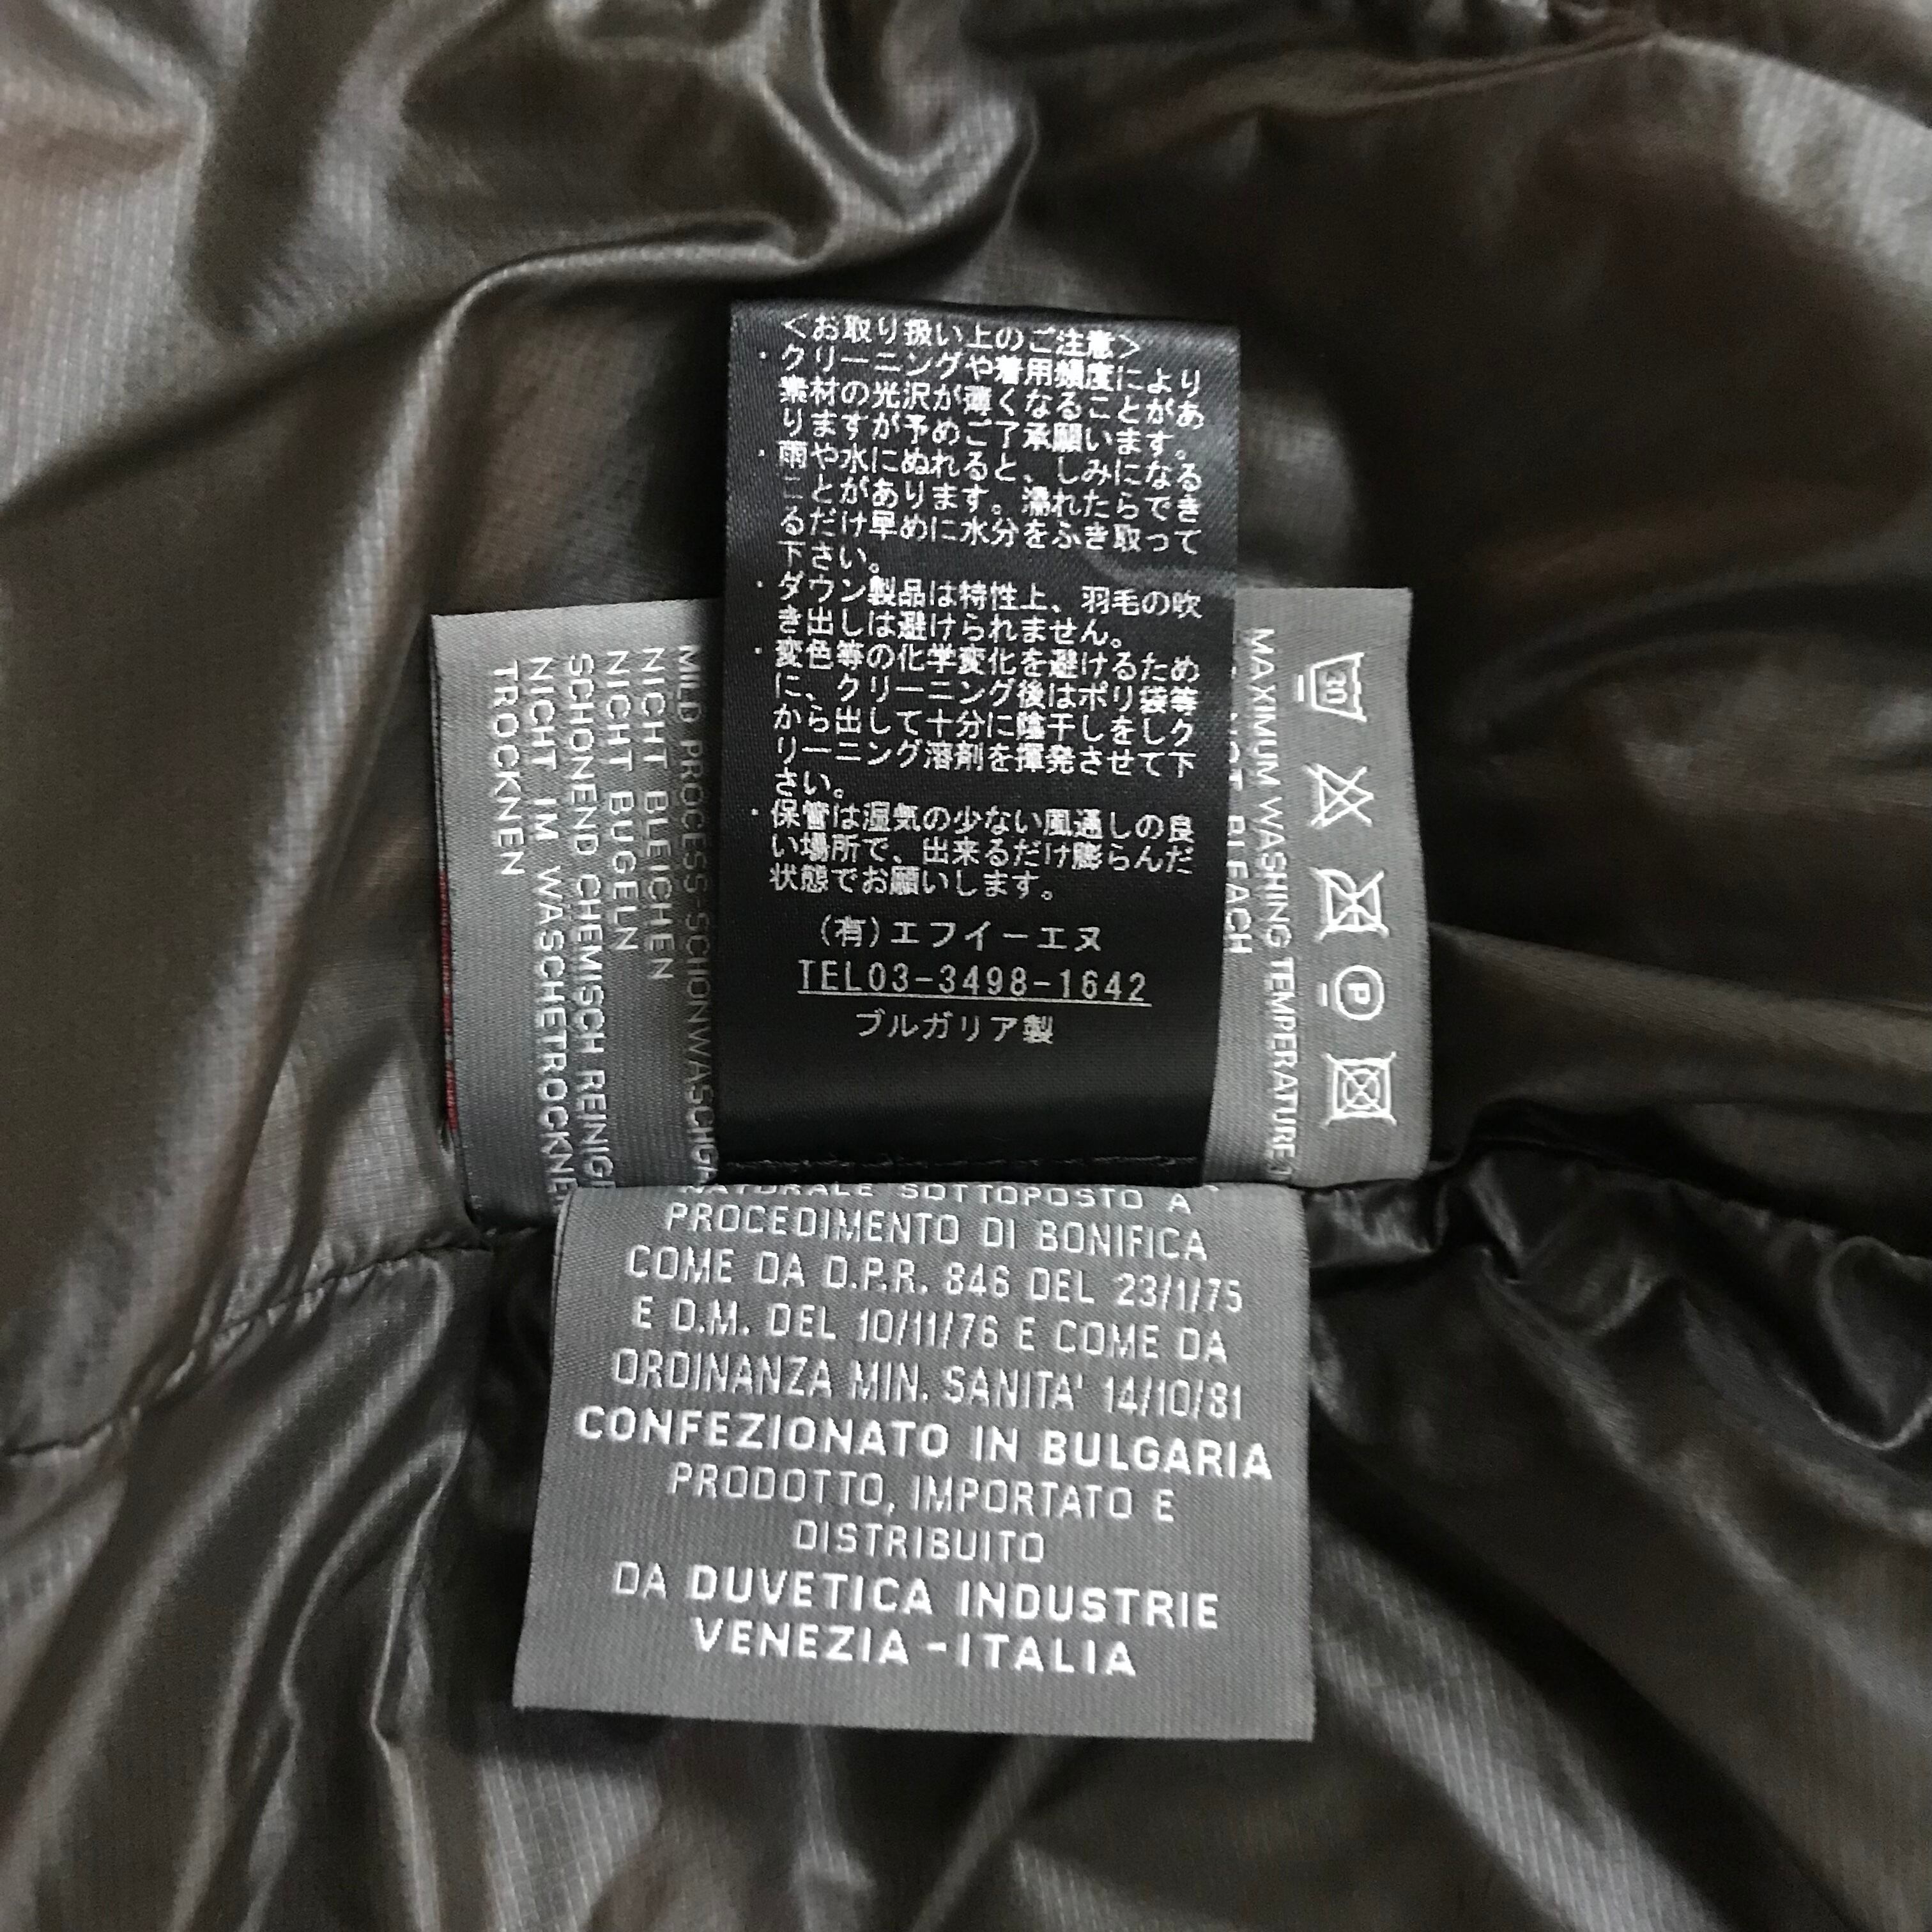 <お取り扱い上のご注意>
・クリーニングや着用頻度により
素材の光沢が薄くなることがあ
りますが予めご了承願います。
・雨や水にぬれると、しみになる
ことがあります。濡れたらでき
るだけ早めに水分をふき取って
下さい。
・ダウン製品は特性上、羽毛の吹
き出しは避けられません。
・変色等の化学変化を避けるため
に、クリーニング後はポリ袋等
から出して十分に陰干しをしク
リーニング溶剤を揮発させて下
さい。
・保管は湿気の少ない風通しの良
い場所で、出来るだけ膨らんだ
状態でお願いします。
(有)エフイーエヌ
TEL03-3498-1642
ブルガリア製
30
P
MAXIMUM WASHING TEMPERATURE
BLEACH
MILD PROCESS-SCHONWASCHG
NICHT BLEICHEN
NICHT BUGELN
SCHONEND CHEMISCH REINIG
NICHT IM WASCHETROCKNE
TROCKNEN
NATURALE SOTTOPOSTO A
PROCEDIMENTO DI BONIFICA
COME DA D.P.R. 846 DEL 23/1/75
E D.M. DEL 10/11/76 E COME DA
ORDINANZA MIN. SANITA' 14/10/81
CONFEZIONATO IN BULGARIA
PRODOTTO, IMPORTATO E
DISTRIBUITO
DA DUVETICA INDUSTRIE
VENEZIA -ITALIA